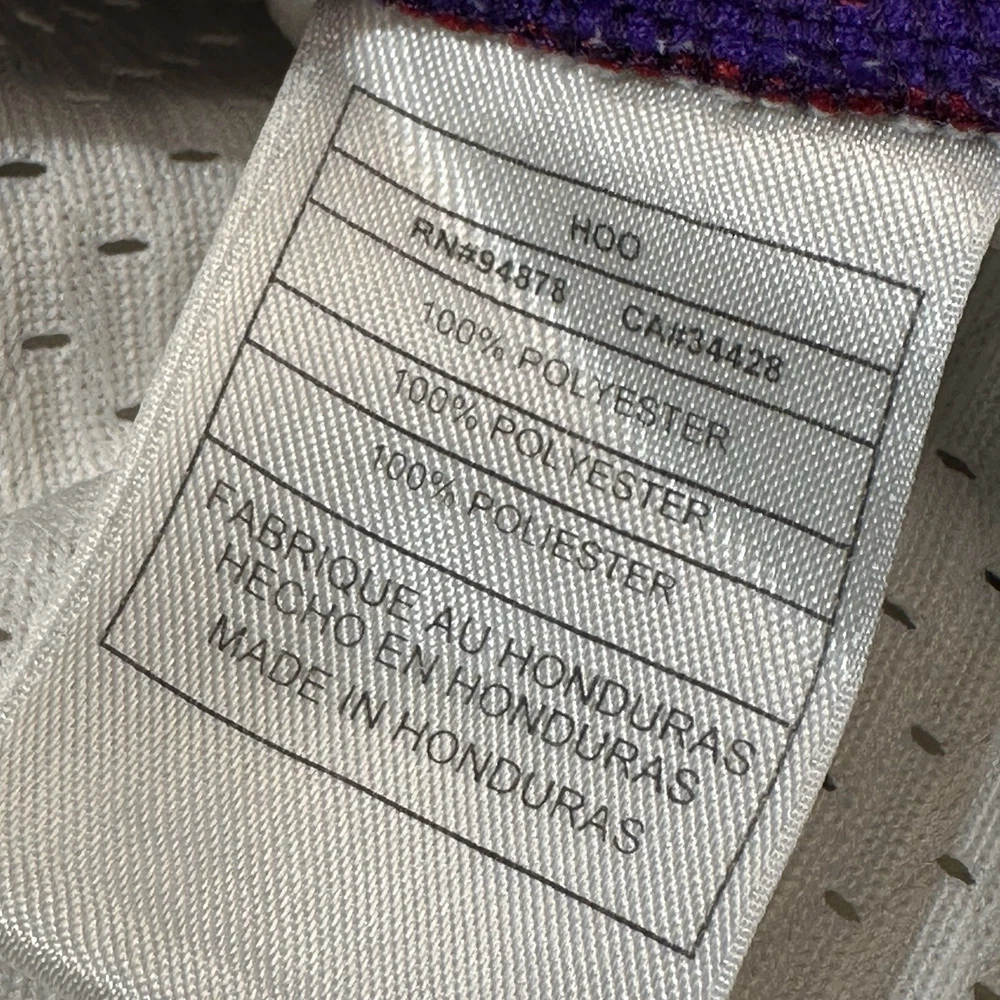 HOO
RN#94878 CA#34428
100% POLYESTER
100% POLYESTER
100% POLIESTER
FABRIQUE AU HONDURAS
HECHO EN HONDURAS
MADE IN HONDURAS